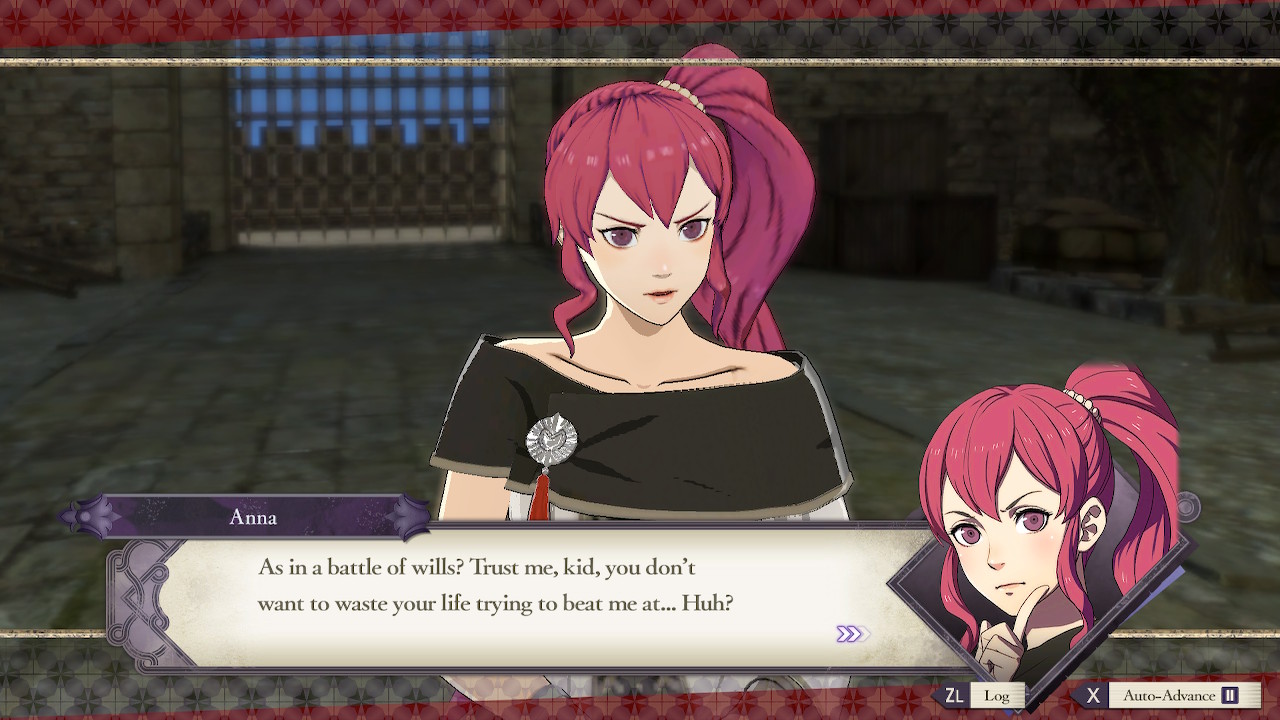 Anna
As in a battle of wills? Trust me, kid, you don't
want to waste your life trying to beat me at... Huh?
ZL Log X Auto-Advance